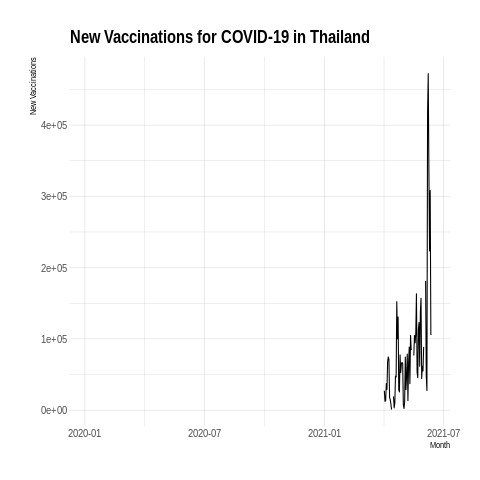 New Vaccinations for COVID-19 in Thailand
New Vaccinations
4e+05
3e+05
2e+05
1e+05
0e+00
2020-01
2020-07
2021-01
2021-07
Month